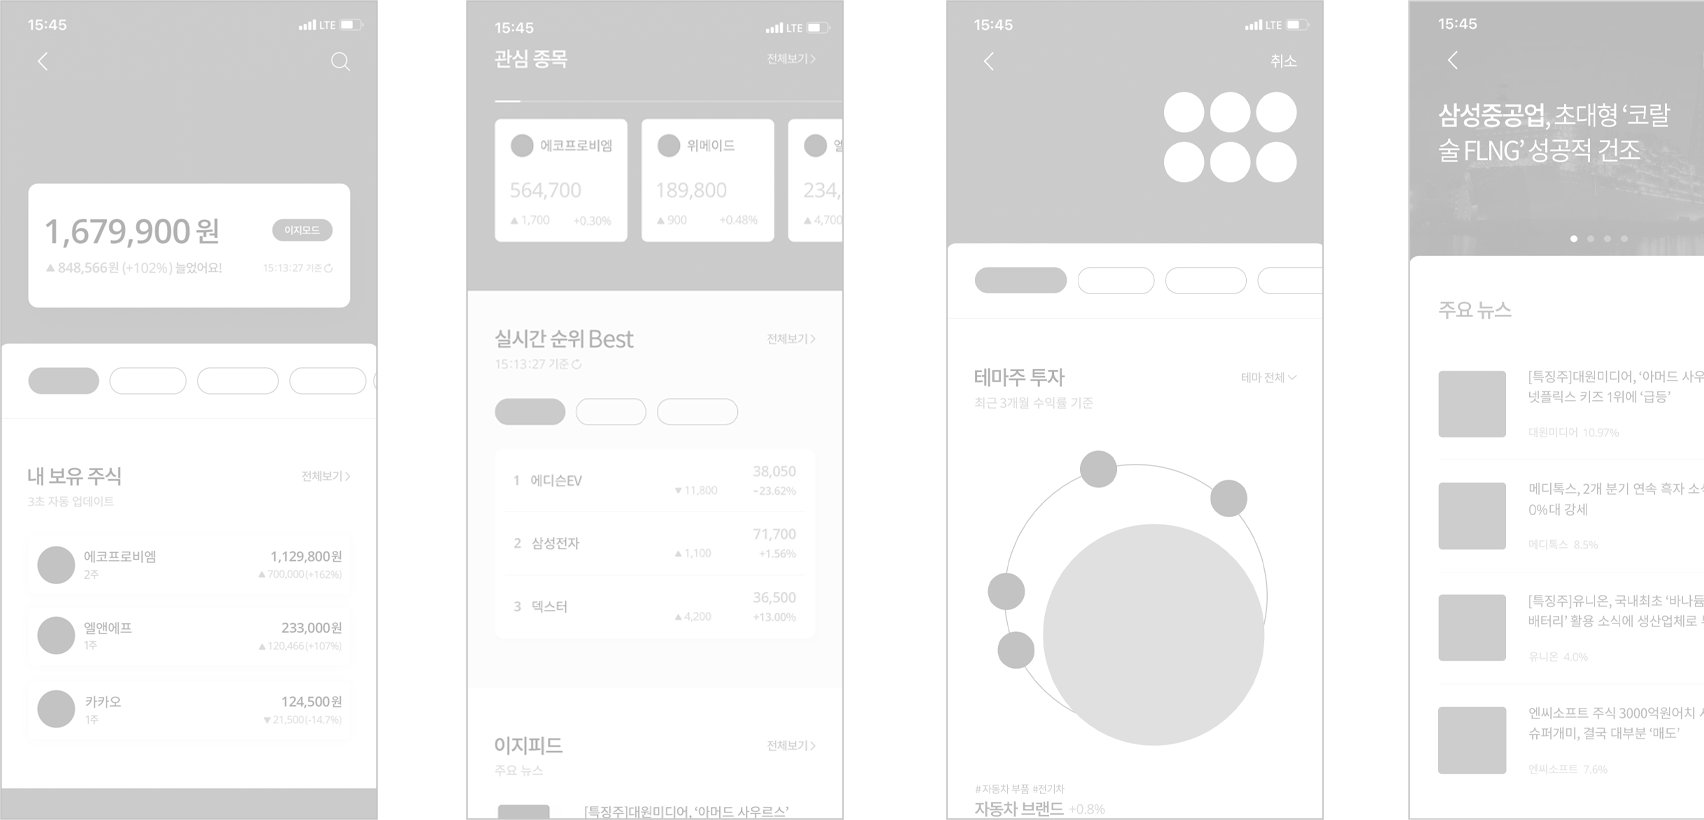 15:45
LTE
1,679,900 원
이지모드
▲ 848,566원 (+102%) 늘었어요!
15:13:27 기준
내 보유 주식
전체보기
3초 자동 업데이트
에코프로비엠
1,129,800원
2주
▲ 700,000(+162%)
엘앤에프
233,000원
1주
▲ 120,466(+107%)
카카오
124,500원
1주
▼ 21,500(-14.7%)
15:45
LTE
관심 종목
전체보기
에코프로비엠
564,700
▲ 1,700 +0.30%
위메이드
189,800
▲ 900 +0.48%
234,
▲ 4,700
실시간 순위 Best
전체보기
15:13:27 기준
1 에디슨EV
38,050
▼ 11,800
-23.62%
2 삼성전자
71,700
▲ 1,100
+1.56%
3 덱스터
36,500
▲ 4,200
+13.00%
이지피드
전체보기
주요 뉴스
[특징주]대원미디어, ‘아머드 사우르스’
15:45
LTE
취소
테마주 투자
테마 전체
최근 3개월 수익률 기준
#자동차 부품 #전기차
자동차 브랜드 +0.8%
15:45
삼성중공업, 초대형 ‘코랄
술 FLNG’ 성공적 건조
주요 뉴스
[특징주]대원미디어, ‘아머드 사우
넷플릭스 키즈 1위에 ‘급등’
대원미디어 10.97%
메디톡스, 2개 분기 연속 흑자 소식
0%대 강세
메디톡스 8.5%
[특징주]유니온, 국내최초 ‘바나듐
배터리’ 활용 소식에 생산업체로
유니온 4.0%
엔씨소프트 주식 3000억원어치
슈퍼개미, 결국 대부분 ‘매도’
엔씨소프트 7.6%